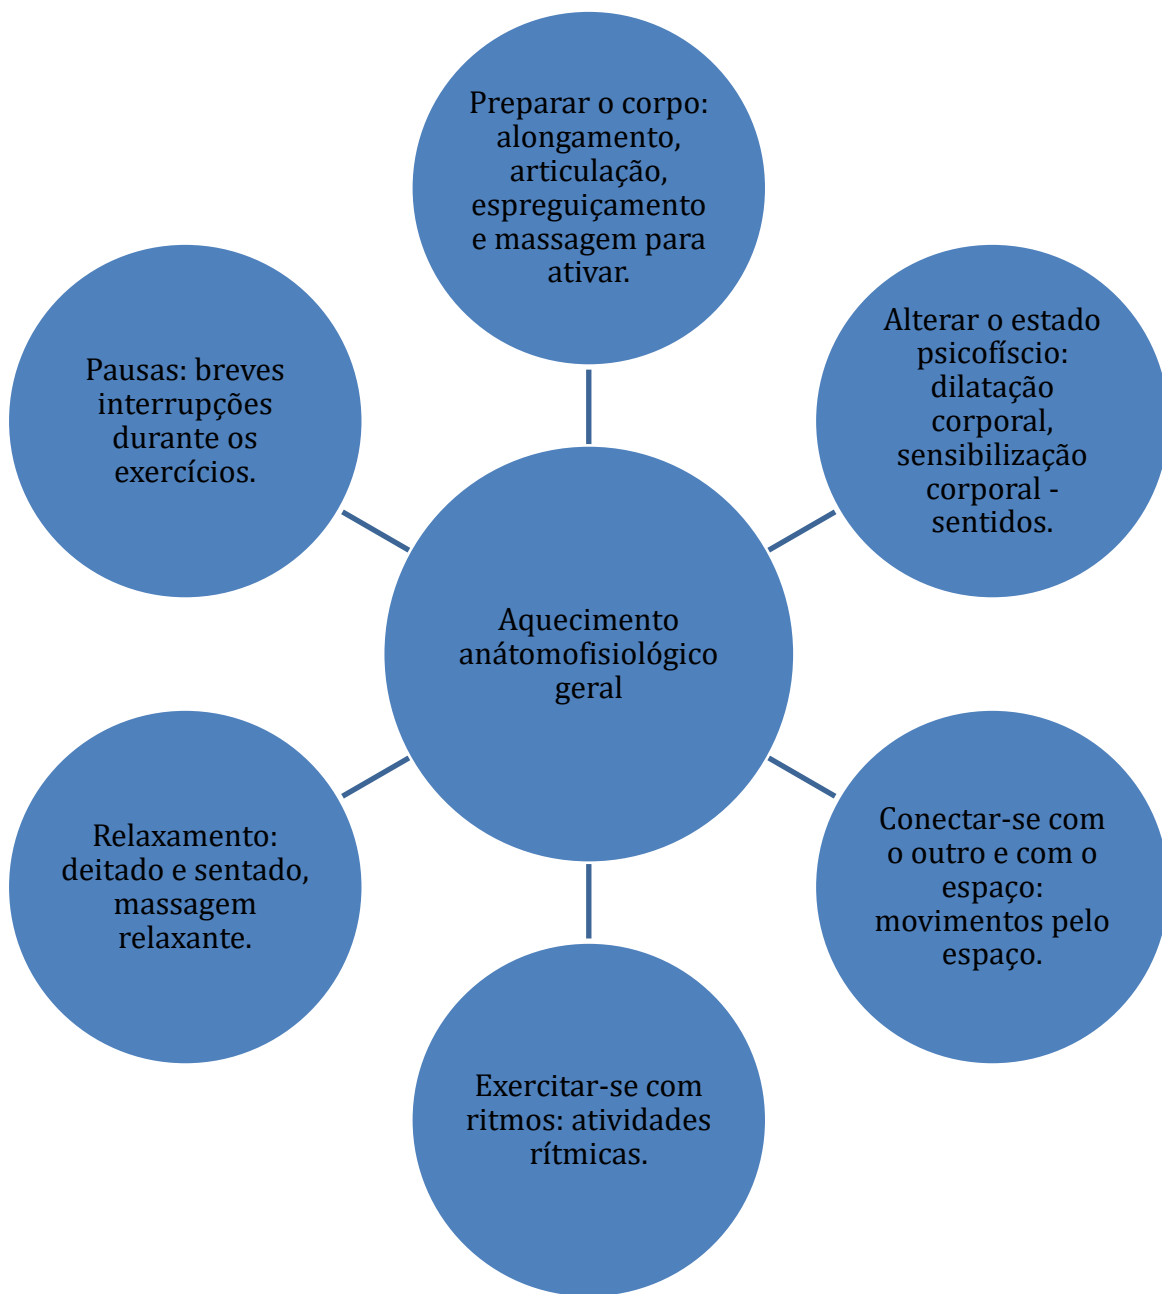 Preparar o corpo:
alongamento,
articulação,
espreguiçamento
e massagem para
ativar.
Alterar o estado
psicofíscio:
dilatação
corporal,
sensibilização
corporal -
sentidos.
Conectar-se com
o outro e com o
espaço:
movimentos pelo
espaço.
Exercitar-se com
ritmos: atividades
rítmicas.
Relaxamento:
deitado e sentado,
massagem
relaxante.
Pausas: breves
interrupções
durante os
exercícios.
Aquecimento
anátomofisiológico
geral